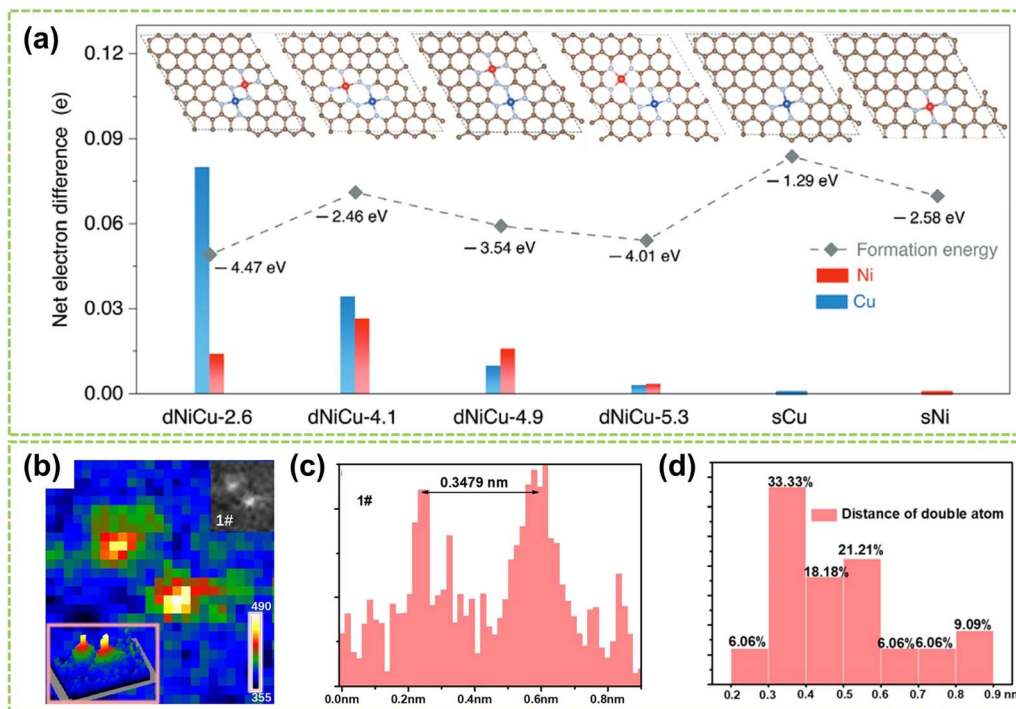 (a)
0.12
0.09
0.06
0.03
0.00
Net electron difference (e)
– 4.47 eV
– 2.46 eV
– 3.54 eV
– 4.01 eV
– 1.29 eV
– 2.58 eV
Formation energy
Ni
Cu
dNiCu-2.6 dNiCu-4.1 dNiCu-4.9 dNiCu-5.3 sCu sNi
(b)
1#
490
355
(c)
1#
0.3479 nm
0.0nm 0.2nm 0.4nm 0.6nm 0.8nm
(d)
Distance of double atom
6.06%
33.33%
18.18%
21.21%
6.06%
6.06%
9.09%
0.2 0.3 0.4 0.5 0.6 0.7 0.8 0.9 nm